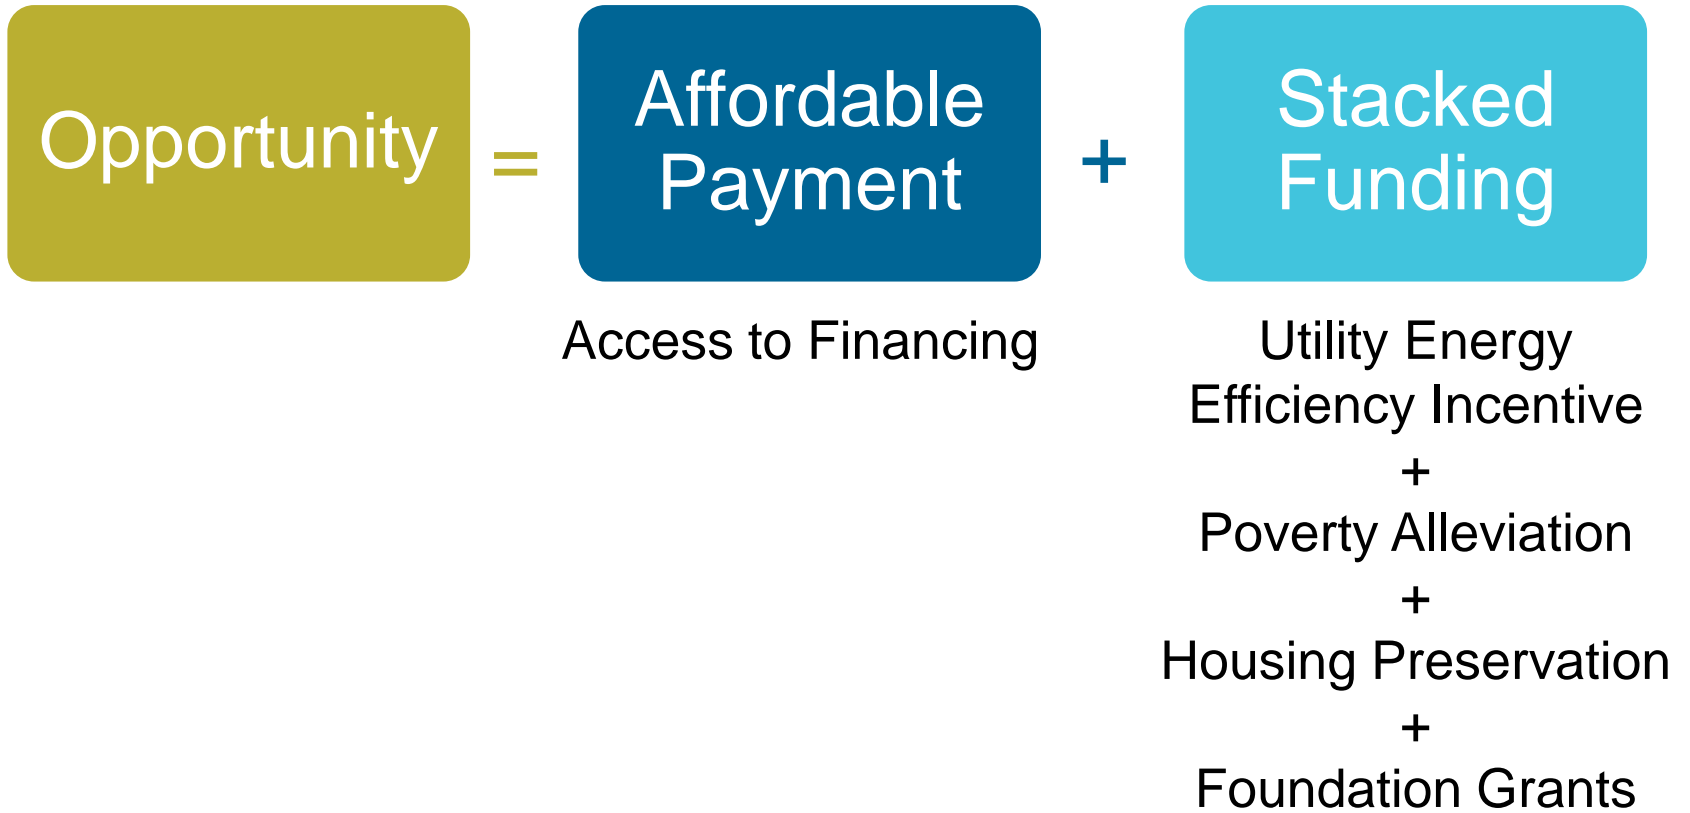 Opportunity
=
Affordable
Payment
+
Stacked
Funding
Access to Financing
Utility Energy
Efficiency Incentive
+
Poverty Alleviation
+
Housing Preservation
+
Foundation Grants